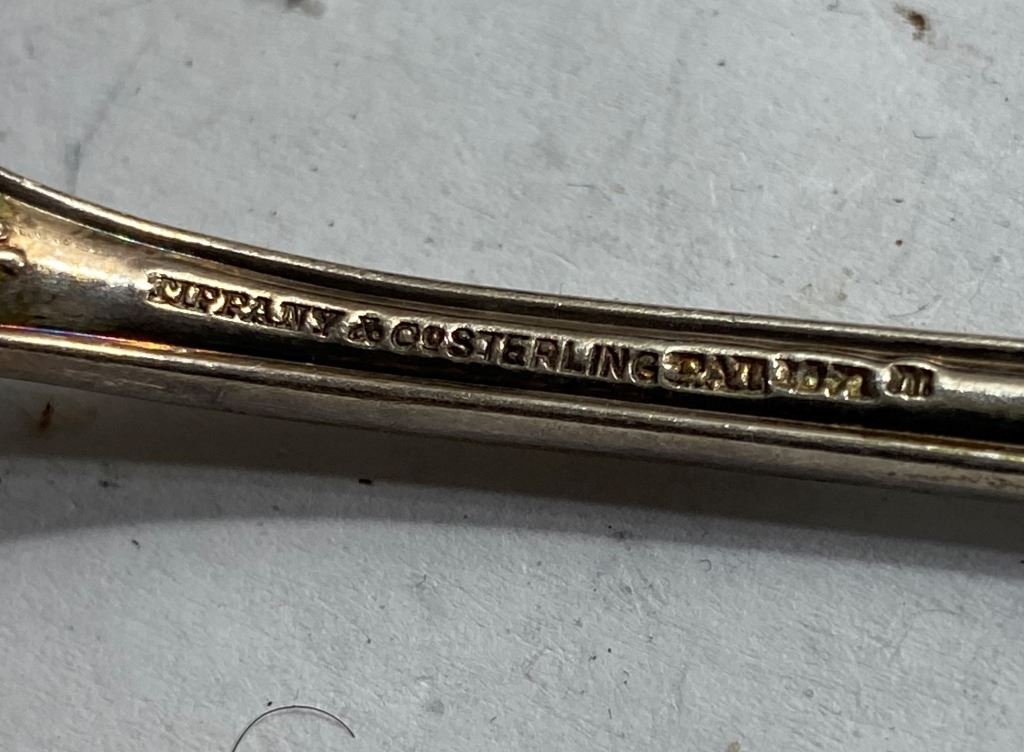 TIFFANY & Co STERLING PAT. M